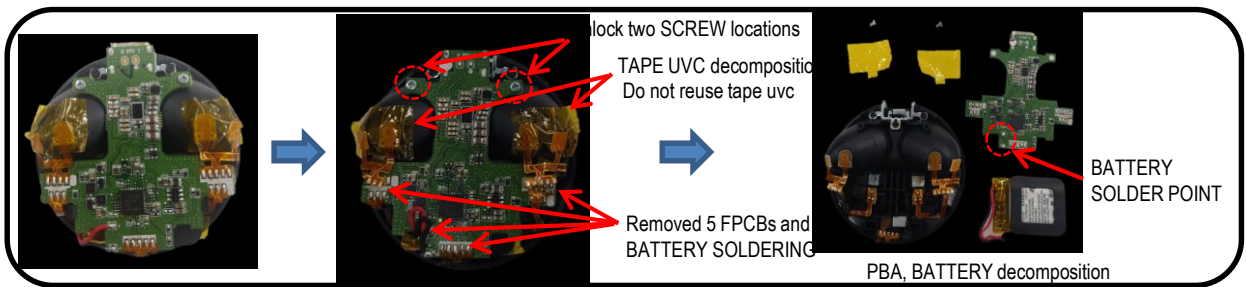 lock two SCREW locations
TAPE UVC decompositio
Do not reuse tape uvc
Removed 5 FPCBs and
BATTERY SOLDERING
BATTERY
SOLDER POINT
PBA, BATTERY decomposition